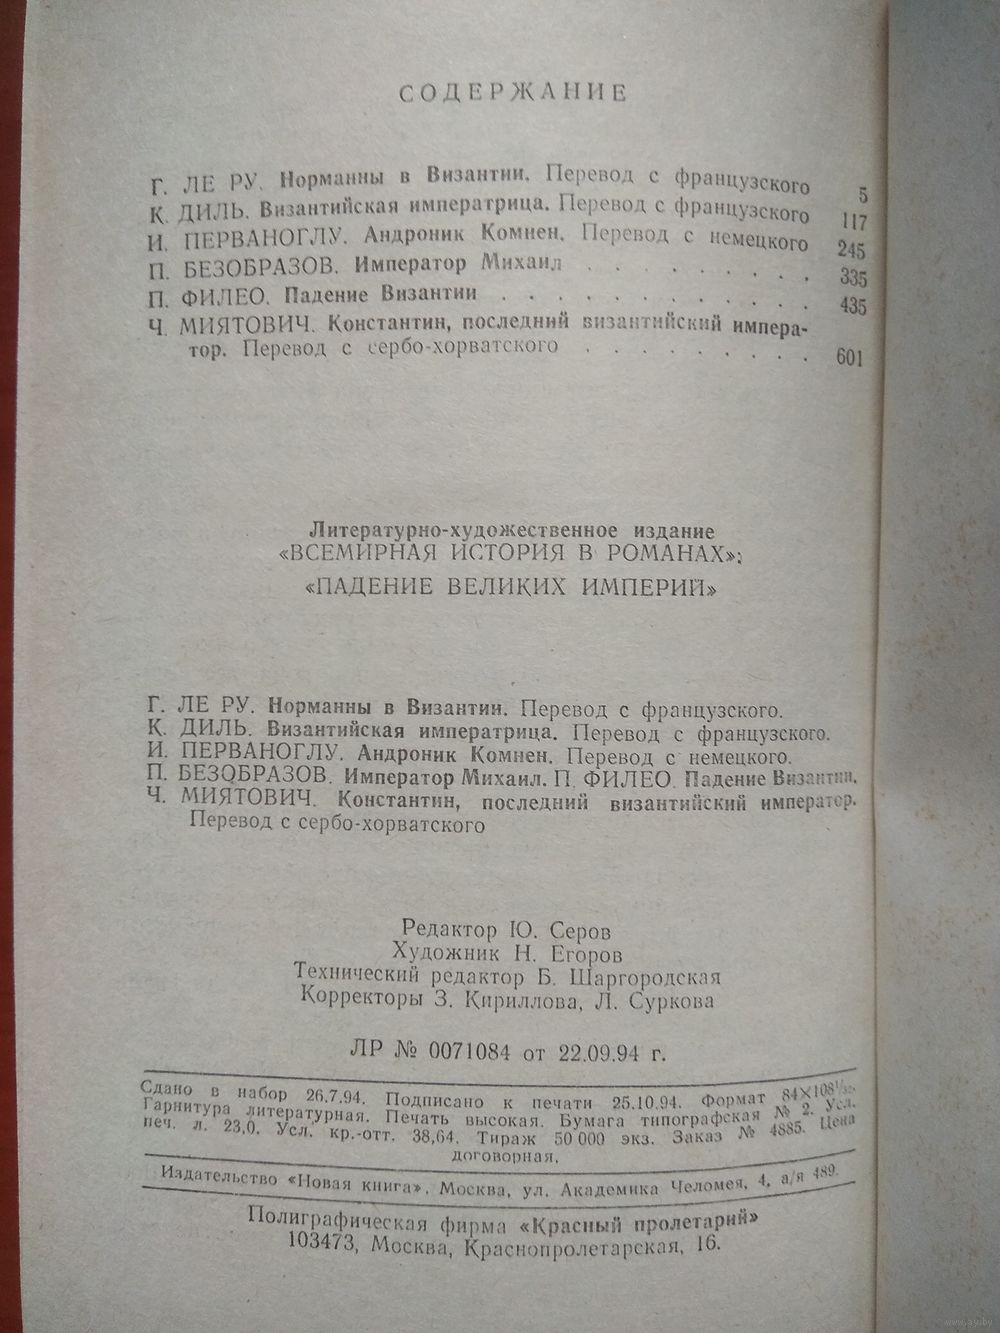 СОДЕРЖАНИЕ
Г. ЛЕ РУ. Норманны в Византии. Перевод с французского 5
К. ДИЛЬ. Византийская императрица. Перевод с французского 117
И. ПЕРВАНОГЛУ. Андроник Комнен. Перевод с немецкого 245
П. БЕЗОБРАЗОВ. Император Михаил . . . . . . . . . 335
П. ФИЛЕО. Падение Византии . . . . . . . . . . . . 435
Ч. МИЯТОВИЧ. Константин, последний византийский импера-
тор. Перевод с сербо-хорватского . . . . . . . . . 601
Литературно-художественное издание
«ВСЕМИРНАЯ ИСТОРИЯ В РОМАНАХ»:
«ПАДЕНИЕ ВЕЛИКИХ ИМПЕРИЙ»
Г. ЛЕ РУ. Норманны в Византии. Перевод с французского.
К. ДИЛЬ. Византийская императрица. Перевод с французского.
И. ПЕРВАНОГЛУ. Андроник Комнен. Перевод с немецкого.
П. БЕЗОБРАЗОВ. Император Михаил. П. ФИЛЕО. Падение Византии.
Ч. МИЯТОВИЧ. Константин, последний византийский император.
Перевод с сербо-хорватского
Редактор Ю. Серов
Художник Н. Егоров
Технический редактор Б. Шаргородская
Корректоры З. Кириллова, Л. Суркова
ЛР № 0071084 от 22.09.94 г.
Сдано в набор 26.7.94. Подписано к печати 25.10.94. Формат 84×108¹/₃₂.
Гарнитура литературная. Печать высокая. Бумага типографская № 2. Усл.
печ. л. 23,0. Усл. кр.-отт. 38,64. Тираж 50 000 экз. Заказ № 4885. Цена
договорная.
Издательство «Новая книга». Москва, ул. Академика Челомея, 4, а/я 489.
Полиграфическая фирма «Красный пролетарий»
103473, Москва, Краснопролетарская, 16.
www.ay.by